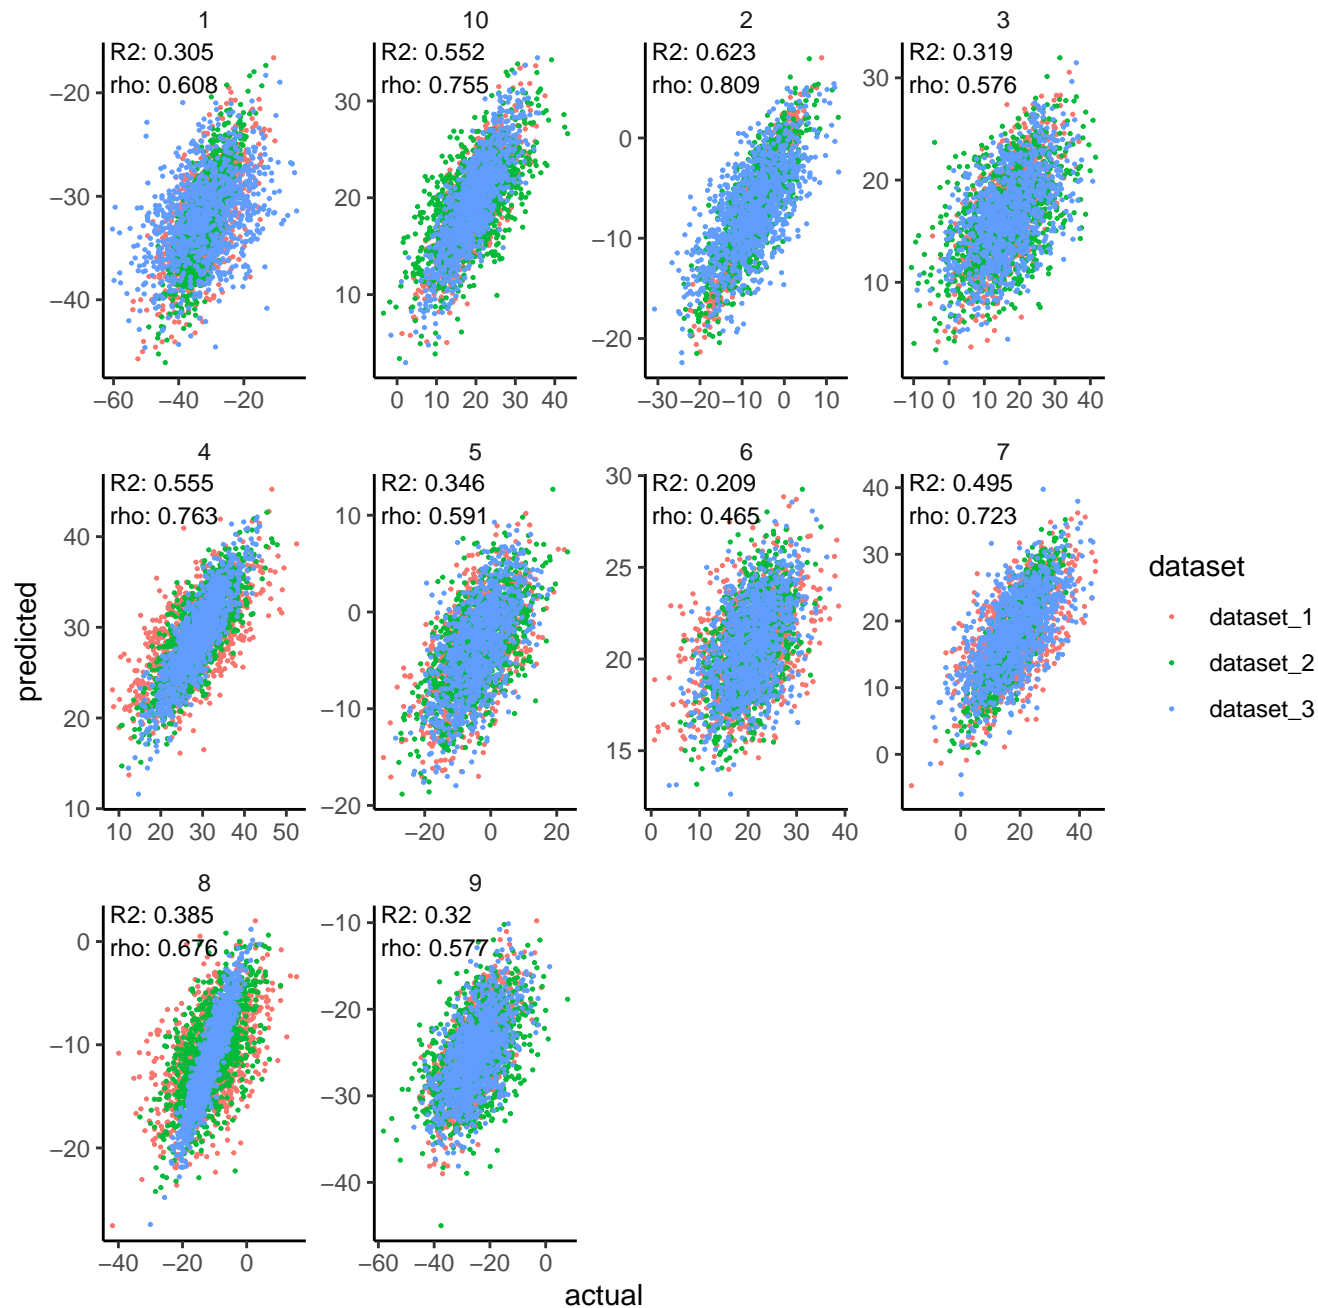 1
R2: 0.305
rho: 0.608
−20
−30
−40
−60 −40 −20
10
R2: 0.552
rho: 0.755
30
20
10
0 10 20 30 40
2
R2: 0.623
rho: 0.809
0
−10
−20
−30 −20 −10 0 10
3
R2: 0.319
rho: 0.576
30
20
10
−10 0 10 20 30 40
4
R2: 0.555
rho: 0.763
40
30
20
10
10 20 30 40 50
5
R2: 0.346
rho: 0.591
10
0
−10
−20
−20 0 20
6
R2: 0.209
rho: 0.465
30
25
20
15
0 10 20 30 40
7
R2: 0.495
rho: 0.723
40
30
20
10
0
0 20 40
8
R2: 0.385
rho: 0.676
0
−10
−20
−40 −20 0
9
R2: 0.32
rho: 0.577
−10
−20
−30
−40
−60 −40 −20 0
predicted
actual
dataset
dataset_1
dataset_2
dataset_3